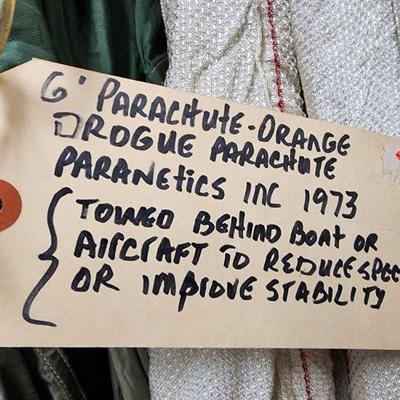 6' PARACHUTE-ORANGE
DROGUE PARACHUTE
PARANETICS INC 1973
TOWED BEHIND BOAT OR
AIRCRAFT TO REDUCE SPEE
OR IMPROVE STABILITY